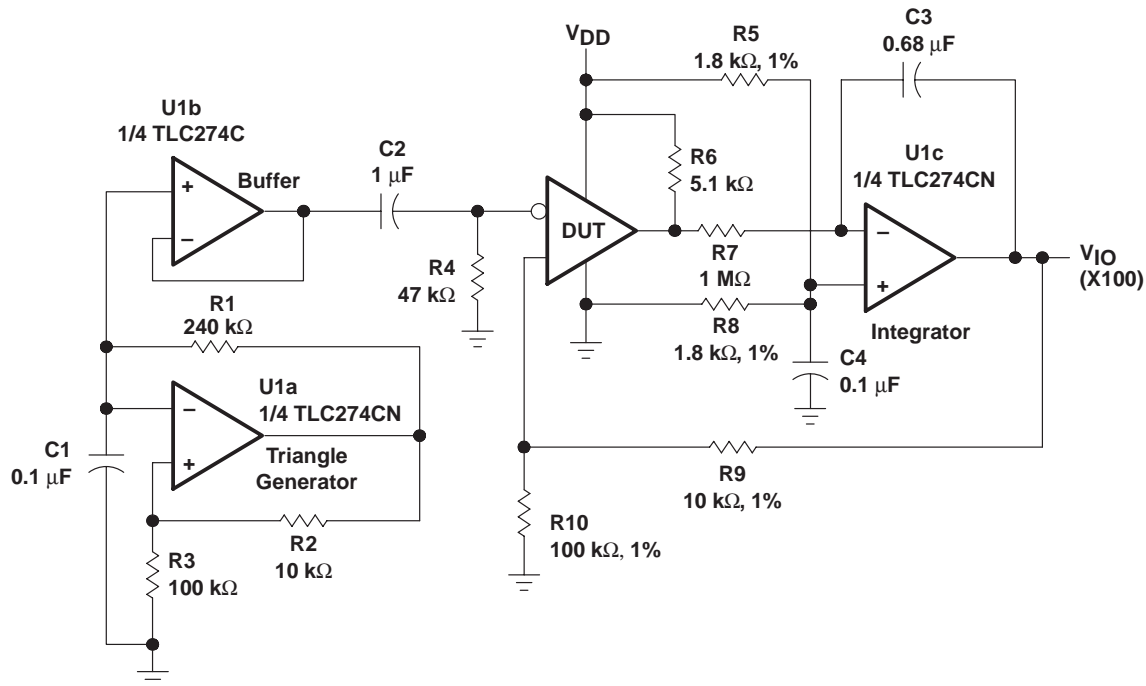 U1b
1/4 TLC274C
Buffer
+
−
C2
1 μF
R4
47 kΩ
R1
240 kΩ
U1a
1/4 TLC274CN
−
+
Triangle
Generator
C1
0.1 μF
R2
10 kΩ
R3
100 kΩ
VDD
R5
1.8 kΩ, 1%
R6
5.1 kΩ
DUT
R7
1 MΩ
R8
1.8 kΩ, 1%
C3
0.68 μF
U1c
1/4 TLC274CN
−
+
Integrator
C4
0.1 μF
VIO
(X100)
R9
10 kΩ, 1%
R10
100 kΩ, 1%